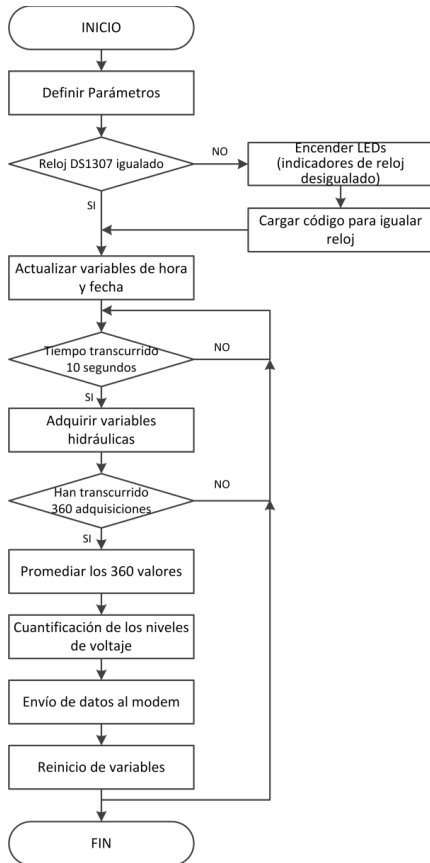 INICIO
Definir Parámetros
Reloj DS1307 igualado
NO
Encender LEDs
(indicadores de reloj
desigualado)
SI
Cargar código para igualar
reloj
Actualizar variables de hora
y fecha
Tiempo transcurrido
10 segundos
NO
SI
Adquirir variables
hidráulicas
Han transcurrido
360 adquisiciones
NO
SI
Promediar los 360 valores
Cuantificación de los niveles
de voltaje
Envío de datos al modem
Reinicio de variables
FIN